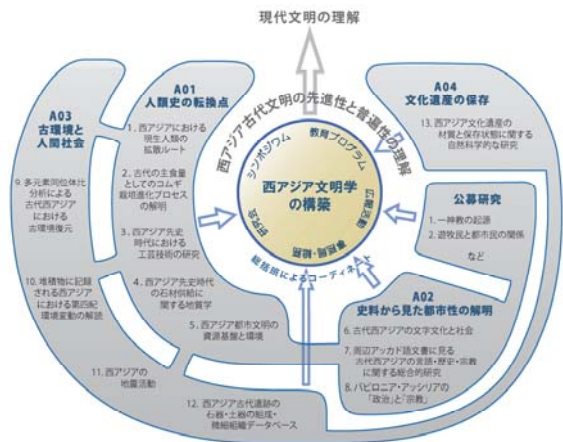 現代文明の理解
西アジア古代文明の先進性と普遍性の理解
A01
人類史の転換点
1. 西アジアにおける
現生人類の
拡散ルート
2. 古代の主食量
としてのコムギ
栽培進化プロセス
の解明
3. 西アジア先史
時代における
工芸技術の研究
4. 西アジア先史時代
の石材供給に
関する地質学
5. 西アジア都市文明の
資源基盤と環境
A03
古環境と
人間社会
9. 多元素同位体比
分析による
古代西アジア
における
古環境復元
10. 堆積物に記録
される西アジア
における第四紀
環境変動の解読
11. 西アジアの
地震活動
12. 西アジア古代遺跡の
石器・土器の組成・
微細組織データベース
シンポジウム
教育プログラム
西アジア文明学
の構築
研究会
広報活動
事務局・総務
総括班によるコーディネート
A04
文化遺産の保存
13. 西アジア文化遺産の
材質と保存状態に関する
自然科学的な研究
公募研究
1. 一神教の起源
2. 遊牧民と都市民の関係
など
A02
史料から見た都市性の解明
6. 古代西アジアの文字文化と社会
7. 周辺アッカド語文書に見る
古代西アジアの言語・歴史・宗教
に関する総合的研究
8. バビロニア・アッシリアの
「政治」と「宗教」